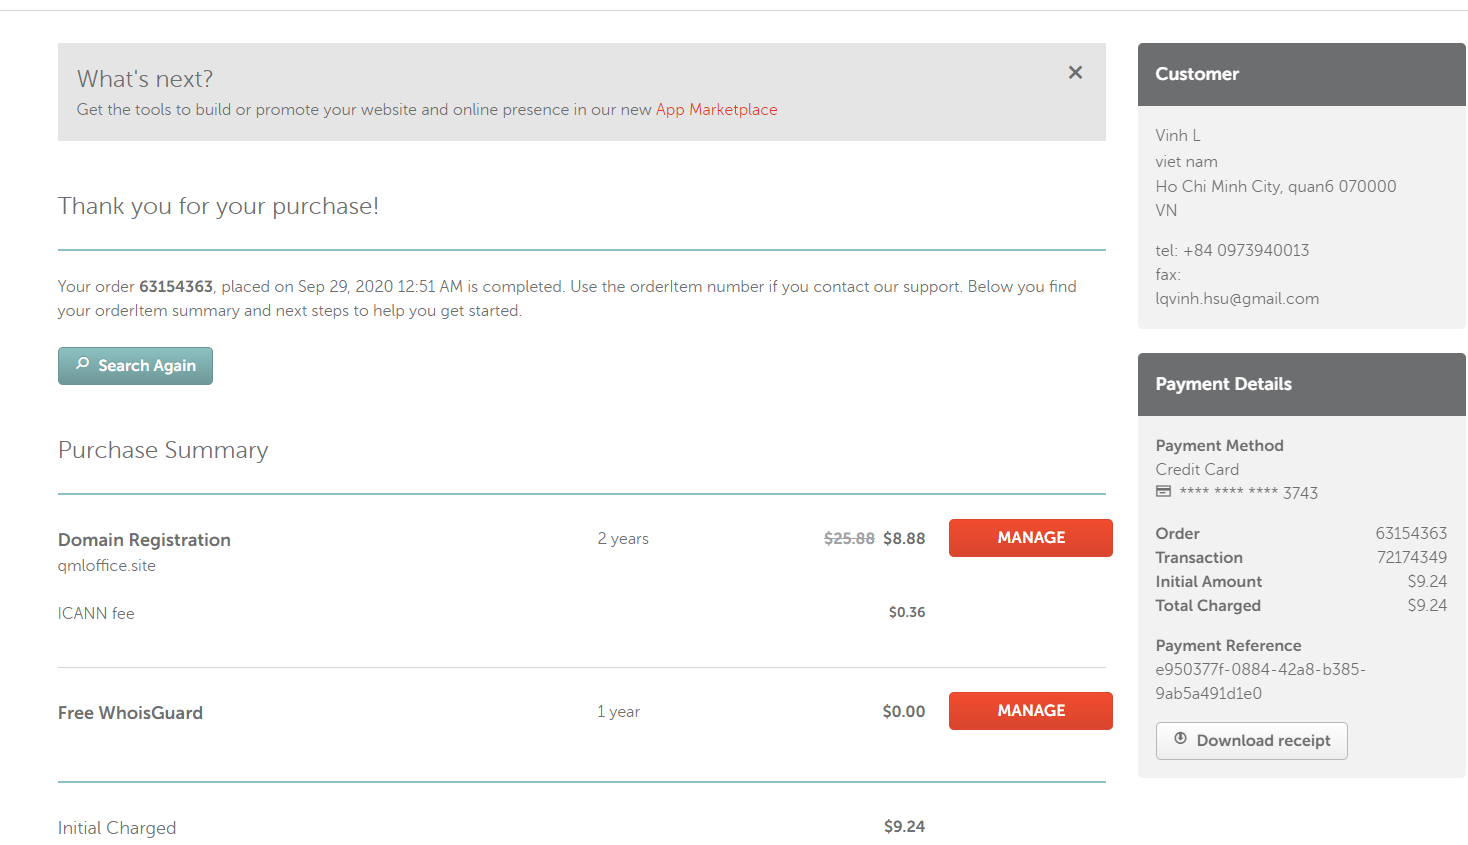 What's next?
Get the tools to build or promote your website and online presence in our new App Marketplace
Thank you for your purchase!
Your order 63154363, placed on Sep 29, 2020 12:51 AM is completed. Use the orderItem number if you contact our support. Below you find
your orderItem summary and next steps to help you get started.
Search Again
Purchase Summary
Domain Registration 2 years $25.88 $8.88 MANAGE
qmloffice.site
ICANN fee $0.36
Free WhoisGuard 1 year $0.00 MANAGE
Initial Charged $9.24
Customer
Vinh L
viet nam
Ho Chi Minh City, quan6 070000
VN
tel: +84 0973940013
fax:
lqvinh.hsu@gmail.com
Payment Details
Payment Method
Credit Card
**** **** **** 3743
Order 63154363
Transaction 72174349
Initial Amount $9.24
Total Charged $9.24
Payment Reference
e950377f-0884-42a8-b385-
9ab5a491d1e0
Download receipt